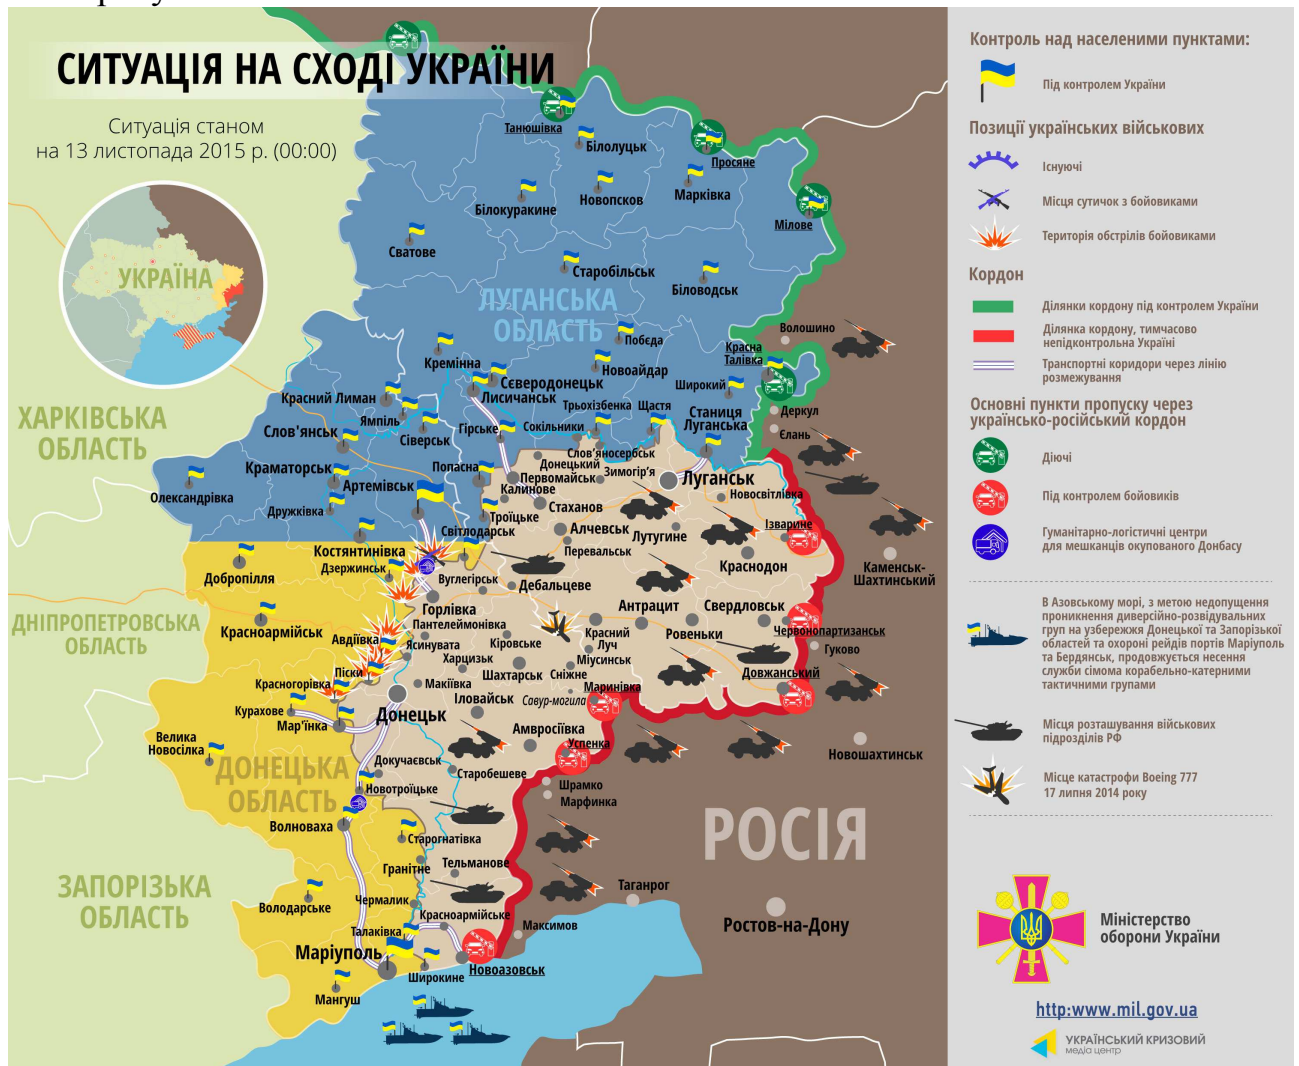 СИТУАЦІЯ НА СХОДІ УКРАЇНИ
Ситуація станом
на 13 листопада 2015 р. (00:00)
УКРАЇНА
ХАРКІВСЬКА
ОБЛАСТЬ
ДНІПРОПЕТРОВСЬКА
ОБЛАСТЬ
ЗАПОРІЗЬКА
ОБЛАСТЬ
ЛУГАНСЬКА
ОБЛАСТЬ
ДОНЕЦЬКА
ОБЛАСТЬ
РОСІЯ
Танюшівка
Білолуцьк
Просяне
Марківка
Новопсков
Білокуракине
Мілове
Сватове
Старобільськ
Біловодськ
Волошино
Побєда
Красна
Талівка
Кремінна
Новоайдар
Сєвєродонецьк
Широкий
Красний Лиман
Лисичанськ
Трьохізбенка
Щастя
Станиця
Луганська
Деркул
Ямпіль
Слов'янськ
Сіверськ
Гірське
Сокільники
Єлань
Слов'яносербськ
Краматорськ
Попасна
Донецький
Зимогір'я
Первомайськ
Луганськ
Олександрівка
Артемівськ
Калинове
Новосвітлівка
Стаханов
Дружківка
Троїцьке
Світлодарськ
Алчевськ
Лутугине
Ізварине
Костянтинівка
Перевальськ
Дзержинськ
Краснодон
Каменськ-
Шахтинський
Добропілля
Вуглегірськ
Дебальцеве
Горлівка
Антрацит
Свердловськ
Пантелеймонівка
Красноармійськ
Авдіївка
Красний
Луч
Ровеньки
Червонопартизанськ
Ясинувата
Кіровське
Гуково
Харцизьк
Міусинськ
Піски
Шахтарськ
Сніжне
Довжанський
Красногорівка
Макіївка
Маринівка
Іловайськ
Савур-могила
Курахове
Донецьк
Мар'їнка
Амвросіївка
Велика
Новосілка
Успенка
Новошахтинськ
Докучаєвськ
Старобешеве
Новотроїцьке
Шрамко
Марфинка
Волноваха
Старогнатівка
Тельманове
Гранітне
Таганрог
Володарське
Чермалик
Красноармійське
Ростов-на-Дону
Талаківка
Максимов
Маріуполь
Новоазовськ
Широкине
Мангуш
Контроль над населеними пунктами:
Під контролем України
Позиції українських військових
Існуючі
Місця сутичок з бойовиками
Територія обстрілів бойовиками
Кордон
Ділянки кордону під контролем України
Ділянка кордону, тимчасово
непідконтрольна Україні
Транспортні коридори через лінію
розмежування
Основні пункти пропуску через
українсько-російський кордон
Діючі
Під контролем бойовиків
Гуманітарно-логістичні центри
для мешканців окупованого Донбасу
В Азовському морі, з метою недопущення
проникнення диверсійно-розвідувальних
груп на узбережжя Донецької та Запорізької
областей та охороні рейдів портів Маріуполь
та Бердянськ, продовжується несення
служби сімома корабельно-катерними
тактичними групами
Місця розташування військових
підрозділів РФ
Місце катастрофи Boeing 777
17 липня 2014 року
Міністерство
оборони України
http:www.mil.gov.ua
УКРАЇНСЬКИЙ КРИЗОВИЙ
медіа центр